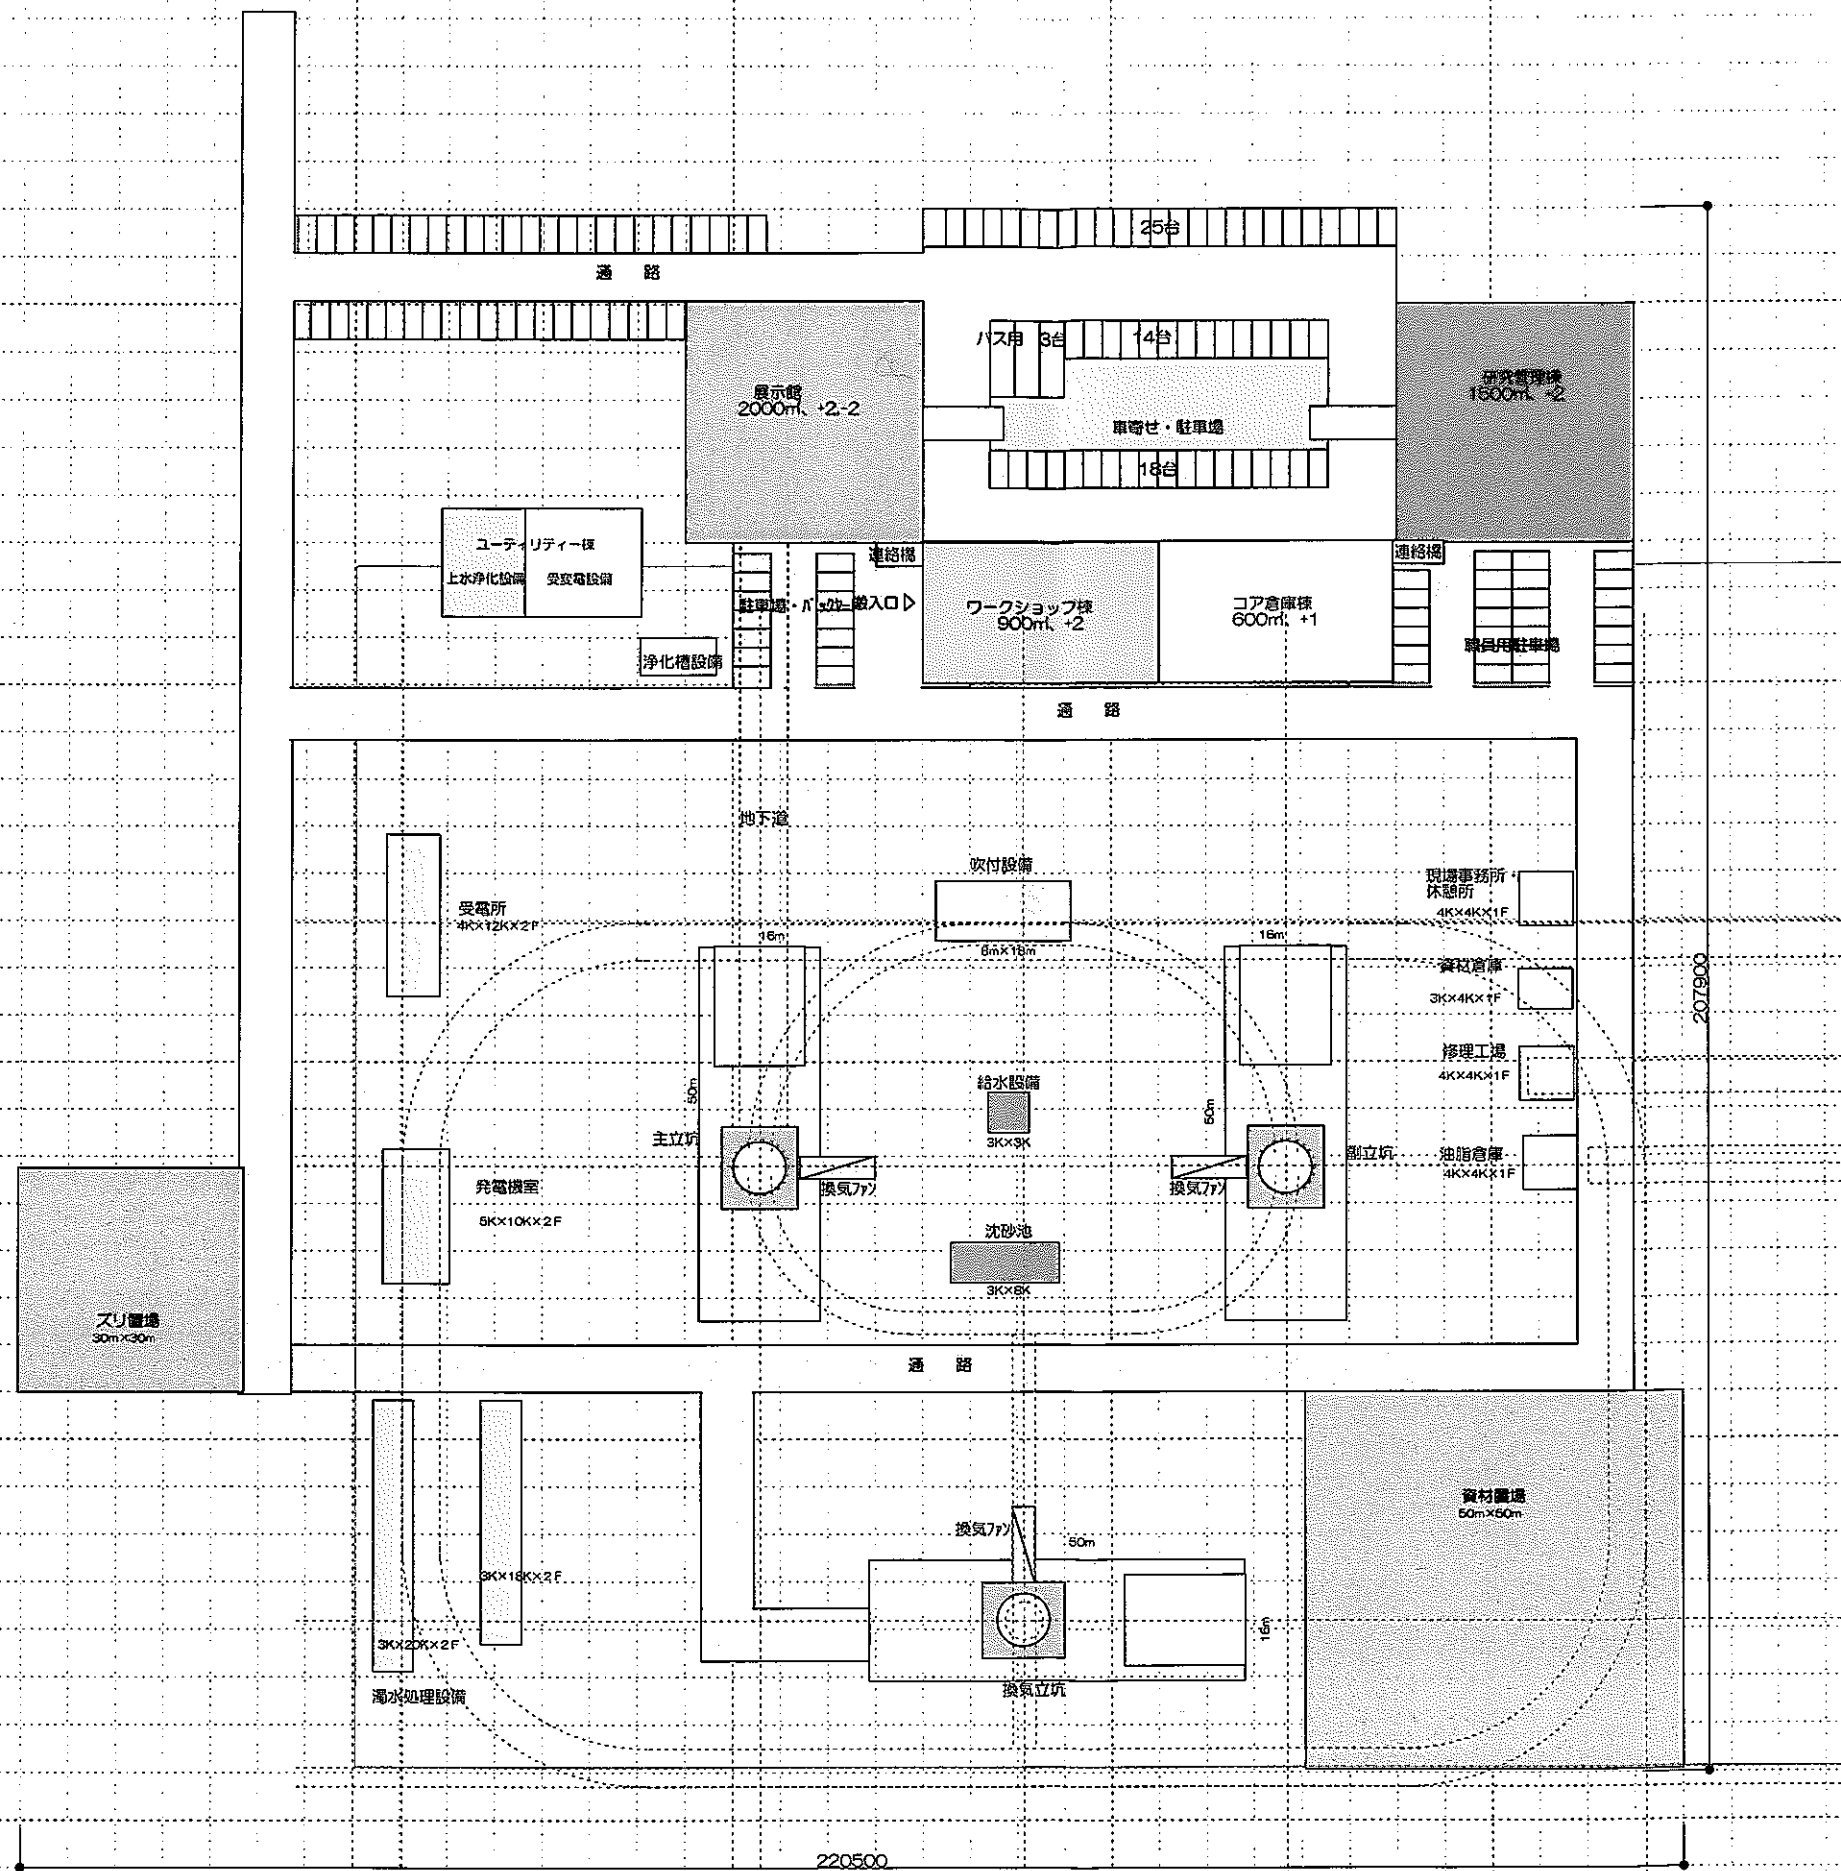 25台
通　路
バス用　3台
14台
展示館
2000㎡、+2,-2
研究管理棟
1500㎡、+2
車寄せ・駐車場
18台
ユーティリティー棟
上水浄化設備
受変電設備
連絡橋
連絡橋
搬入口▷
ワークショップ棟
900㎡、+2
コア倉庫棟
600㎡、+1
浄化槽設備
職員用駐車場
通　路
地下道
吹付設備
6m×18m
受電所
4K×12K×2F
現場事務所・
休憩所
4K×4K×1F
16m
16m
資材倉庫
3K×4K×1F
207900
修理工場
4K×4K×1F
50m
給水設備
3K×3K
50m
主立坑
副立坑
油脂倉庫
4K×4K×1F
換気ファン
換気ファン
発電機室
5K×10K×2F
沈砂池
3K×8K
ズリ置場
30m×30m
通　路
資材置場
50m×50m
換気ファン
50m
3K×18K×2F
16m
3K×20K×2F
濁水処理設備
換気立坑
220500